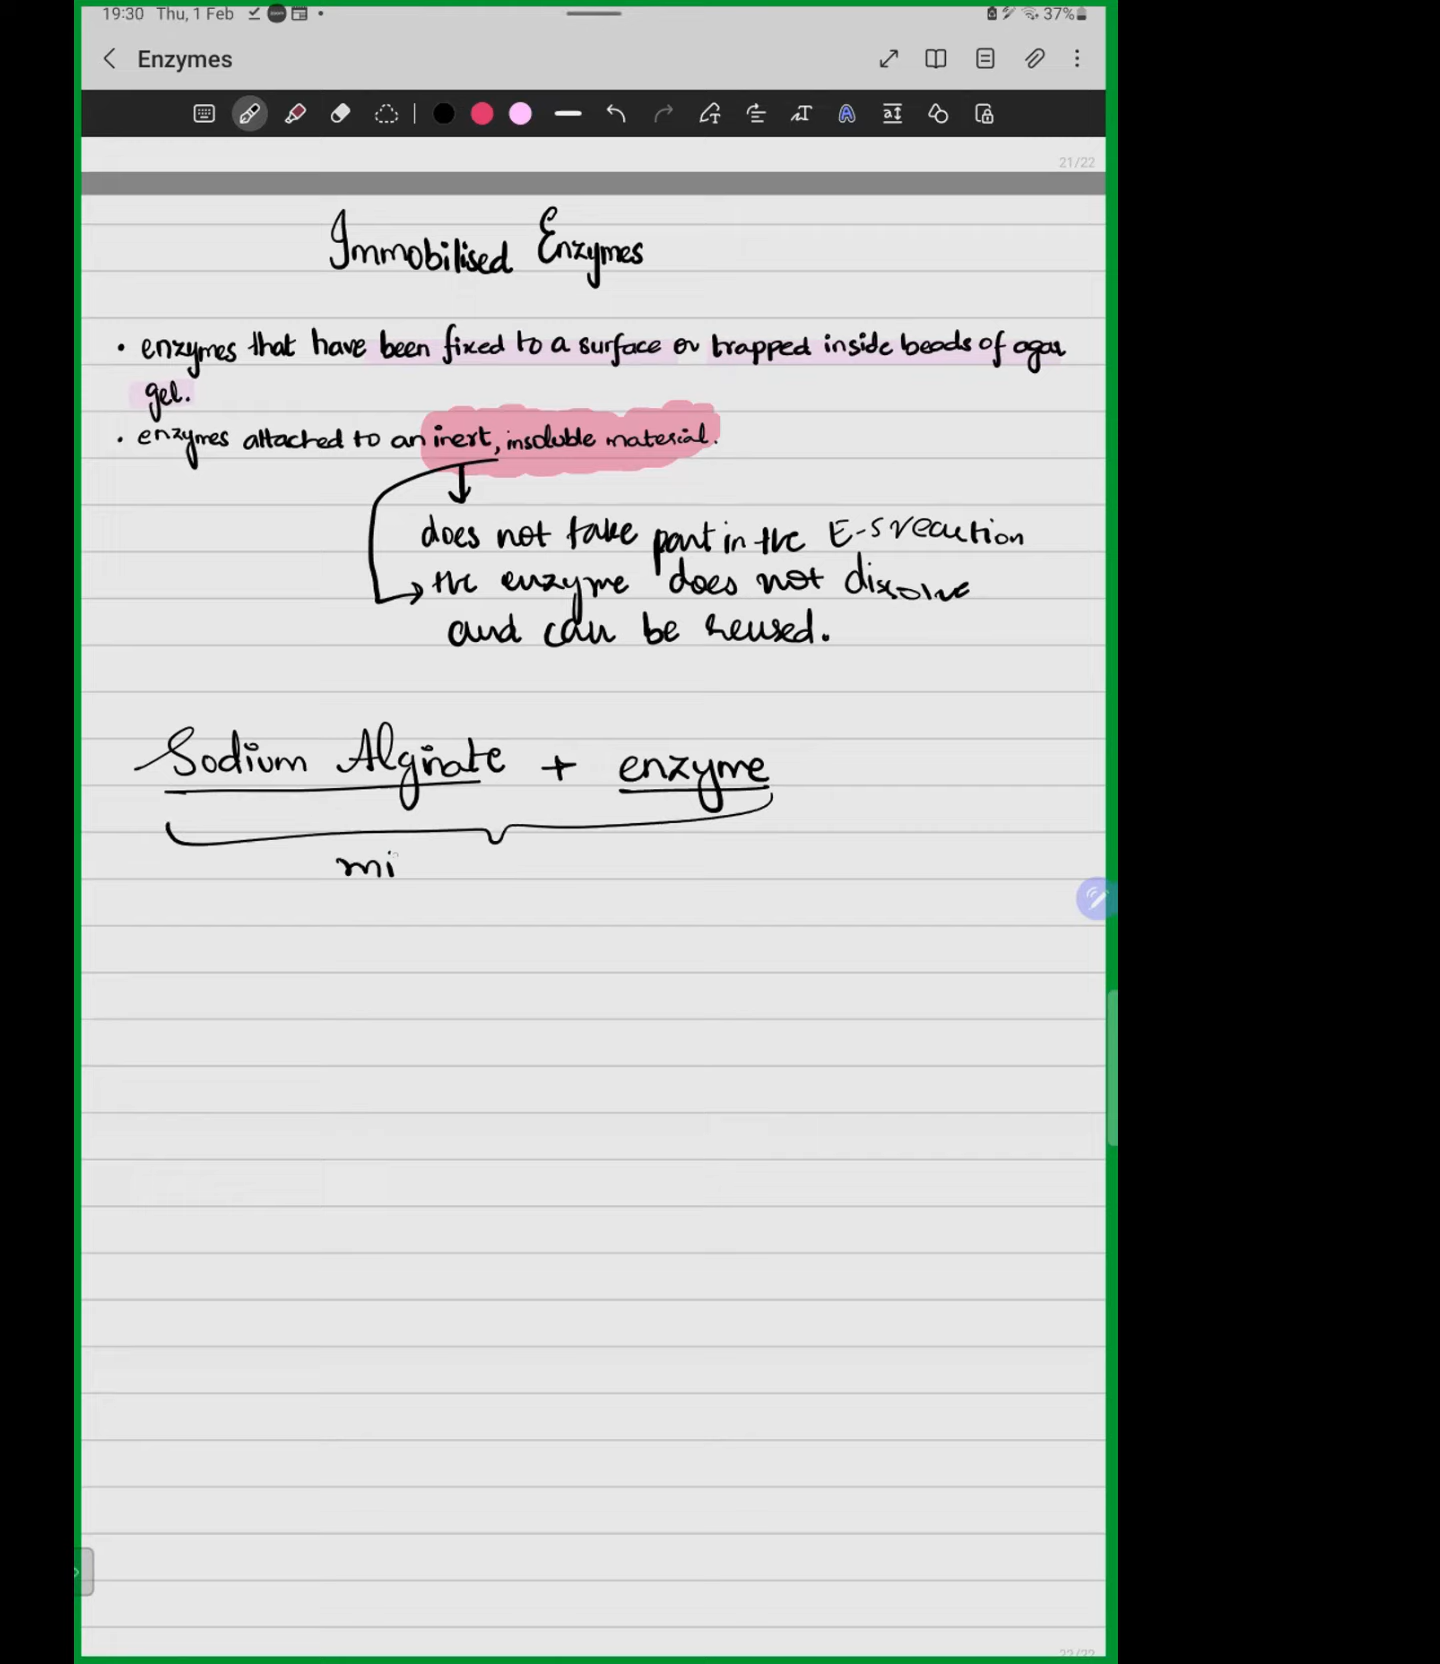 19:30 Thu, 1 Feb
37%
Enzymes
21/22
Immobilised Enzymes
• enzymes that have been fixed to a surface or trapped inside beads of agar
gel.
• enzymes attached to an inert, insoluble material.
does not take part in the E-S reaction
the enzyme does not dissolve
and can be reused.
Sodium Alginate + enzyme
mi
22/22